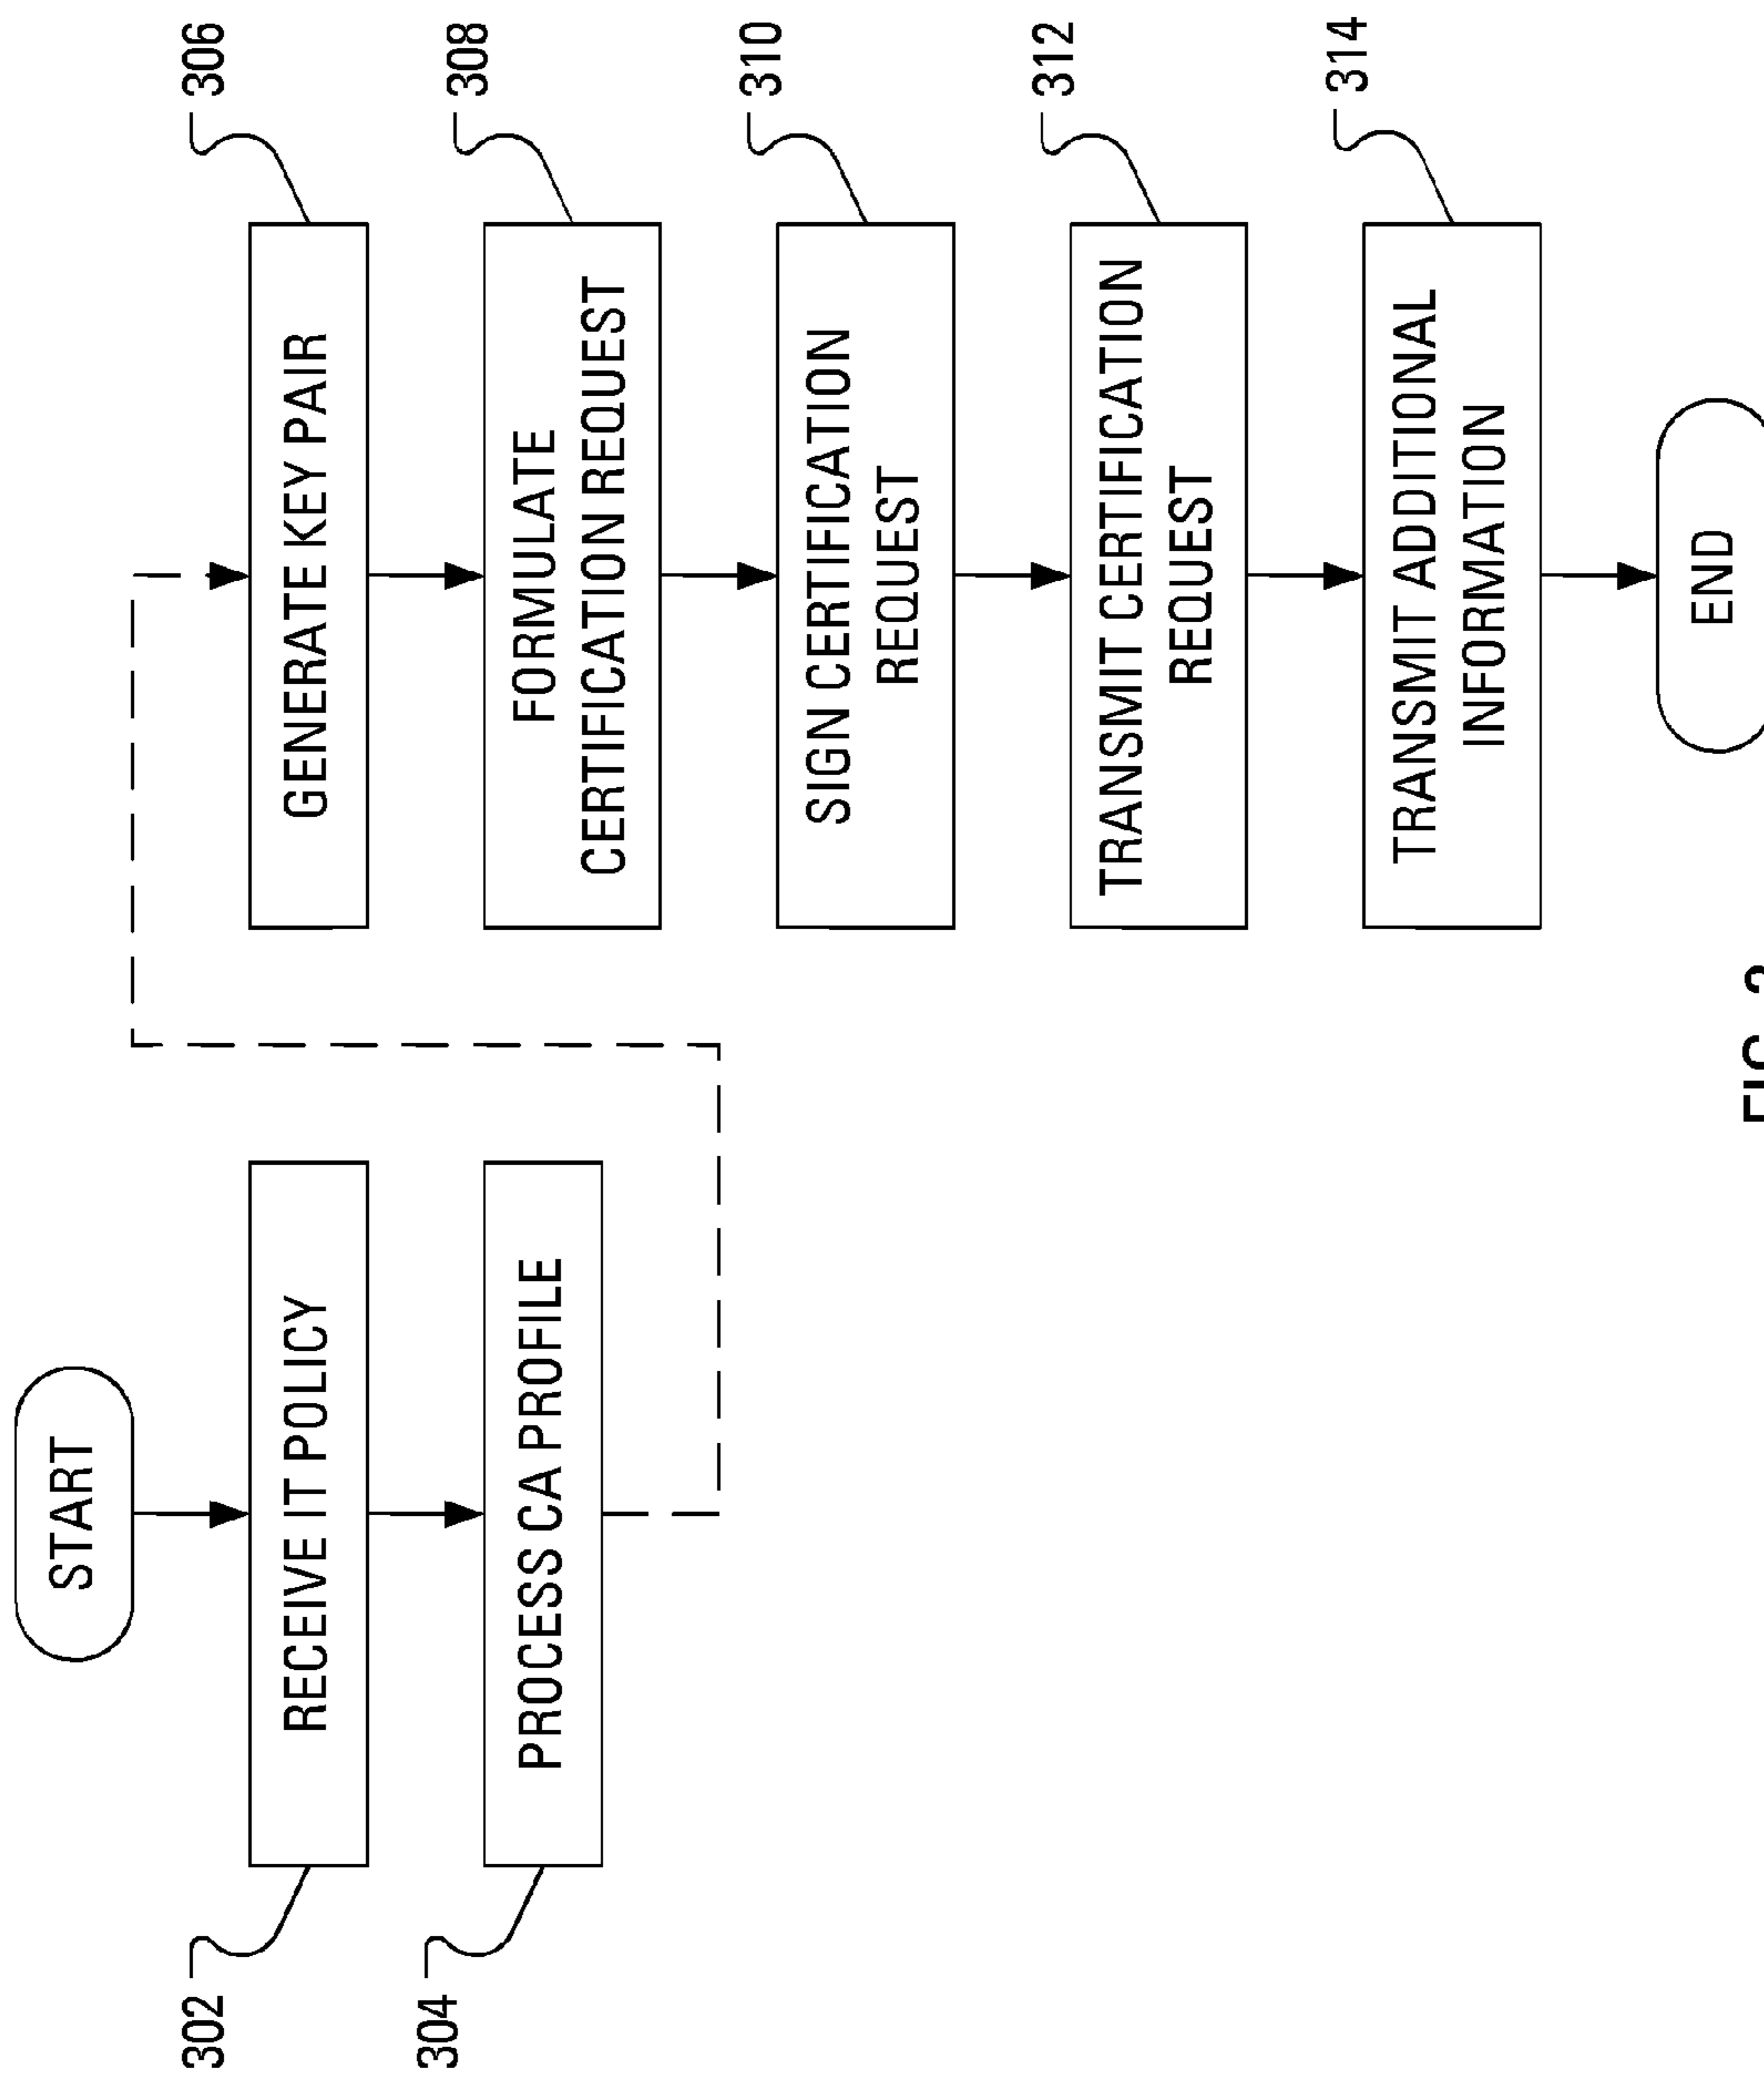 START
302
RECEIVE IT POLICY
304
PROCESS CA PROFILE
GENERATE KEY PAIR
306
FORMULATE
CERTIFICATION REQUEST
308
SIGN CERTIFICATION
REQUEST
310
TRANSMIT CERTIFICATION
REQUEST
312
TRANSMIT ADDITIONAL
INFORMATION
314
END
FIG.